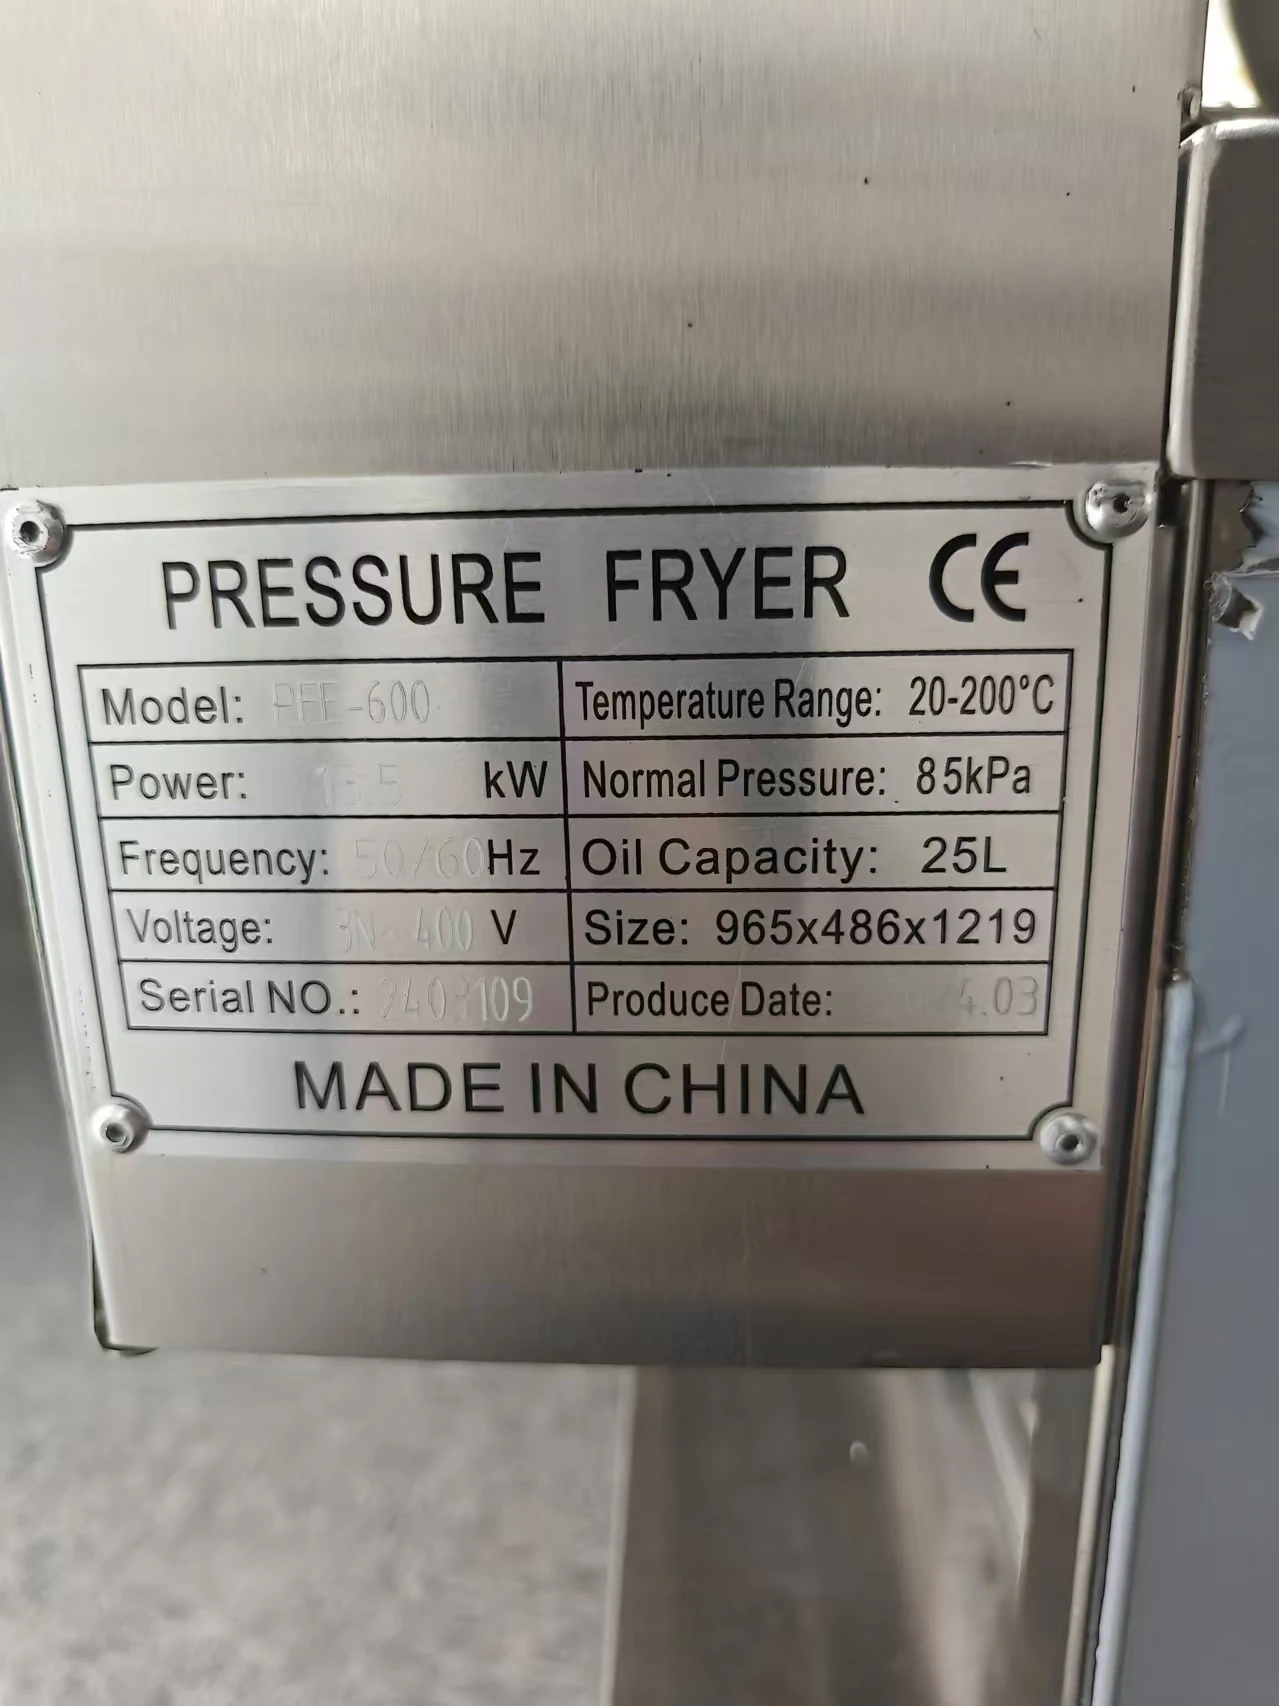 PRESSURE FRYER CE
Model: PFE-600 Temperature Range: 20-200°C
Power: kW Normal Pressure: 85kPa
Frequency: 50/60Hz Oil Capacity: 25L
Voltage: 3N~400 V Size: 965x486x1219
Serial NO.: 2403109 Produce Date:
MADE IN CHINA